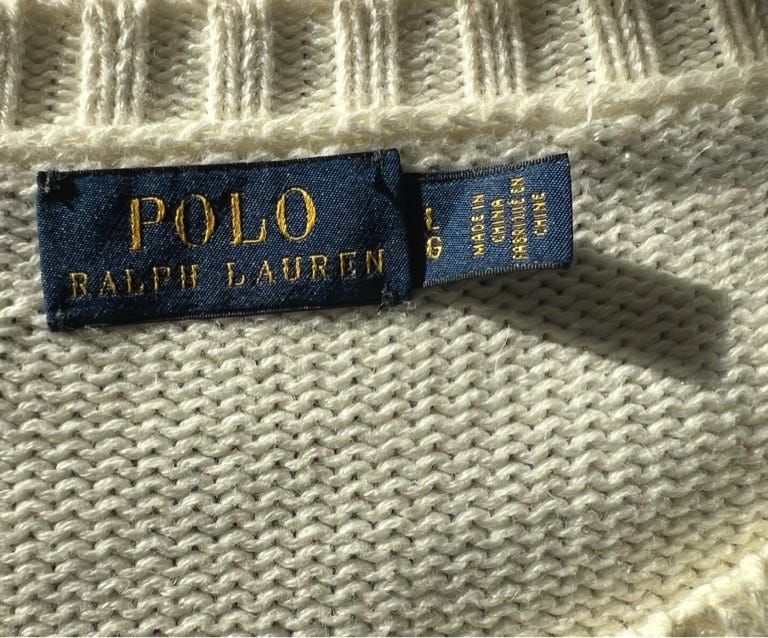 POLO
RALPH LAUREN
L
G
MADE IN
CHINA
FABRIQUÉ EN
CHINE